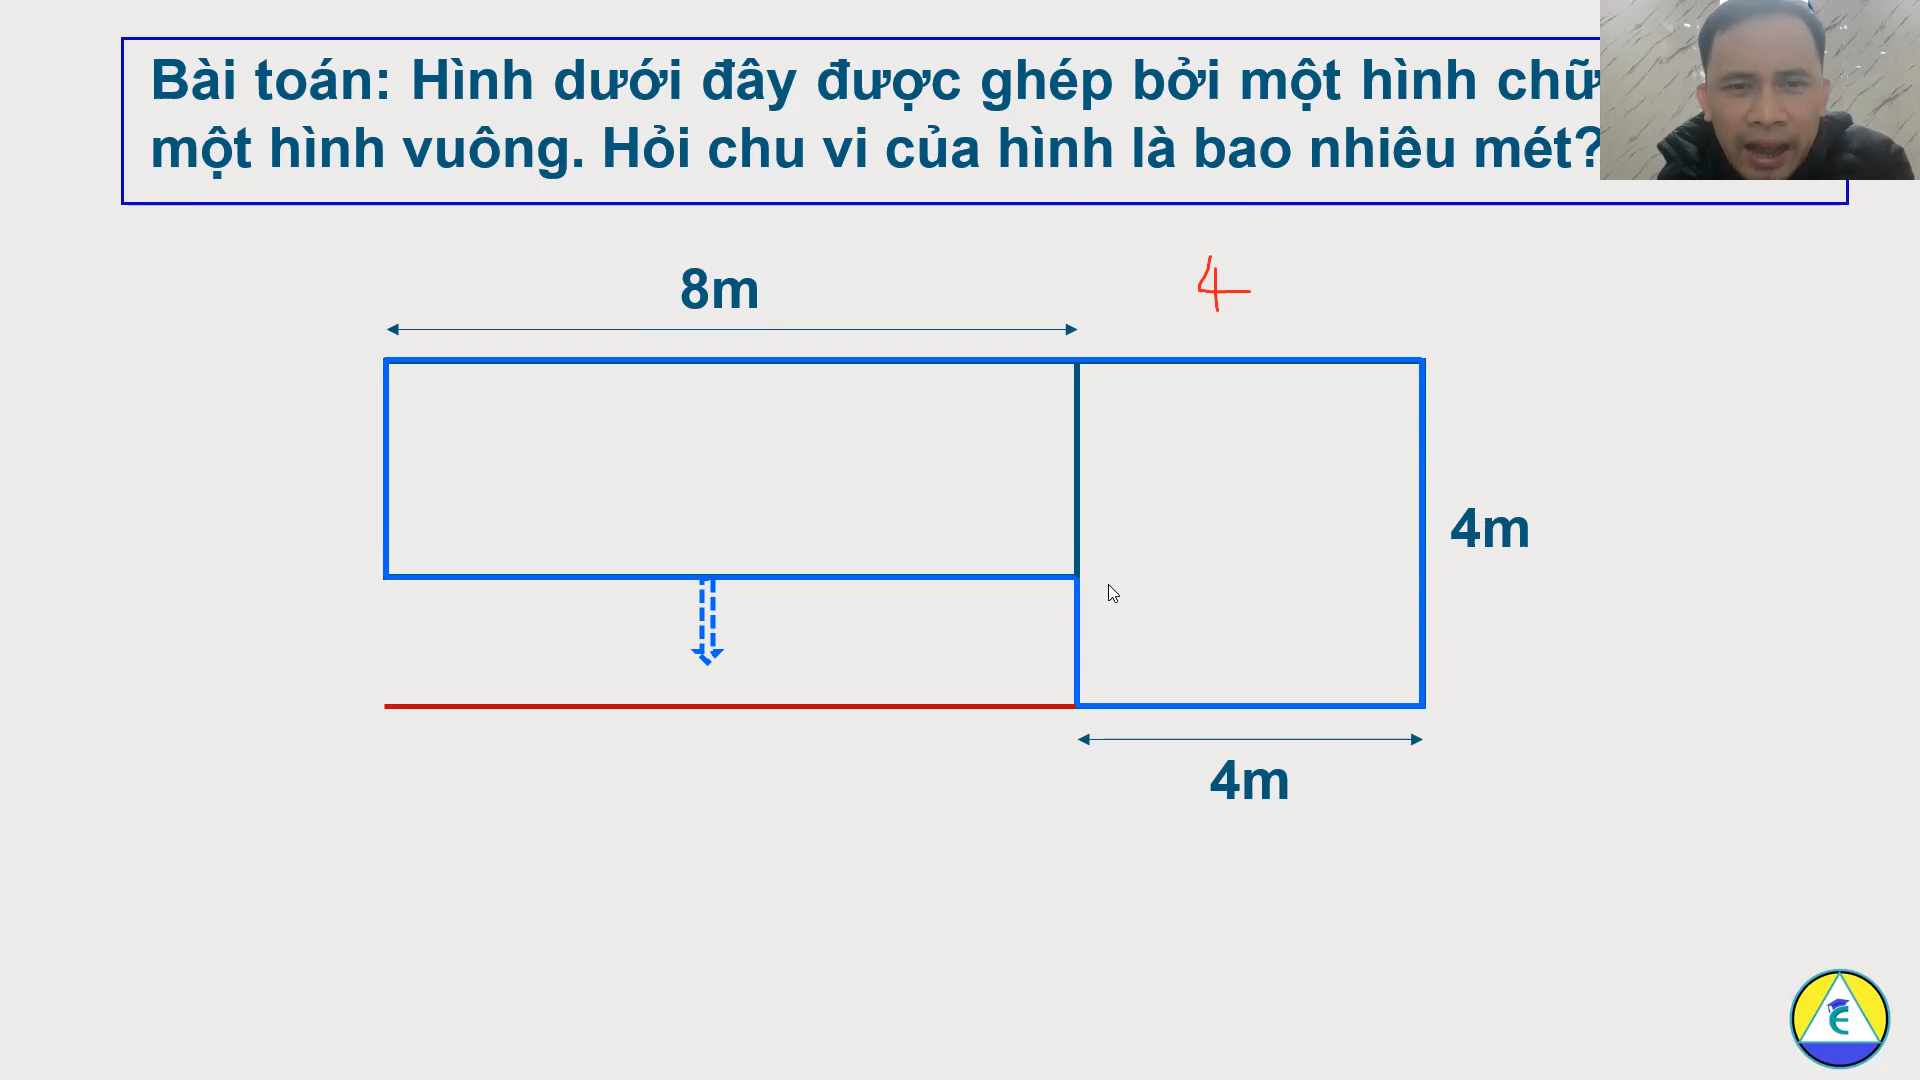 Bài toán: Hình dưới đây được ghép bởi một hình chữ
một hình vuông. Hỏi chu vi của hình là bao nhiêu mét?
8m
4
4m
4m